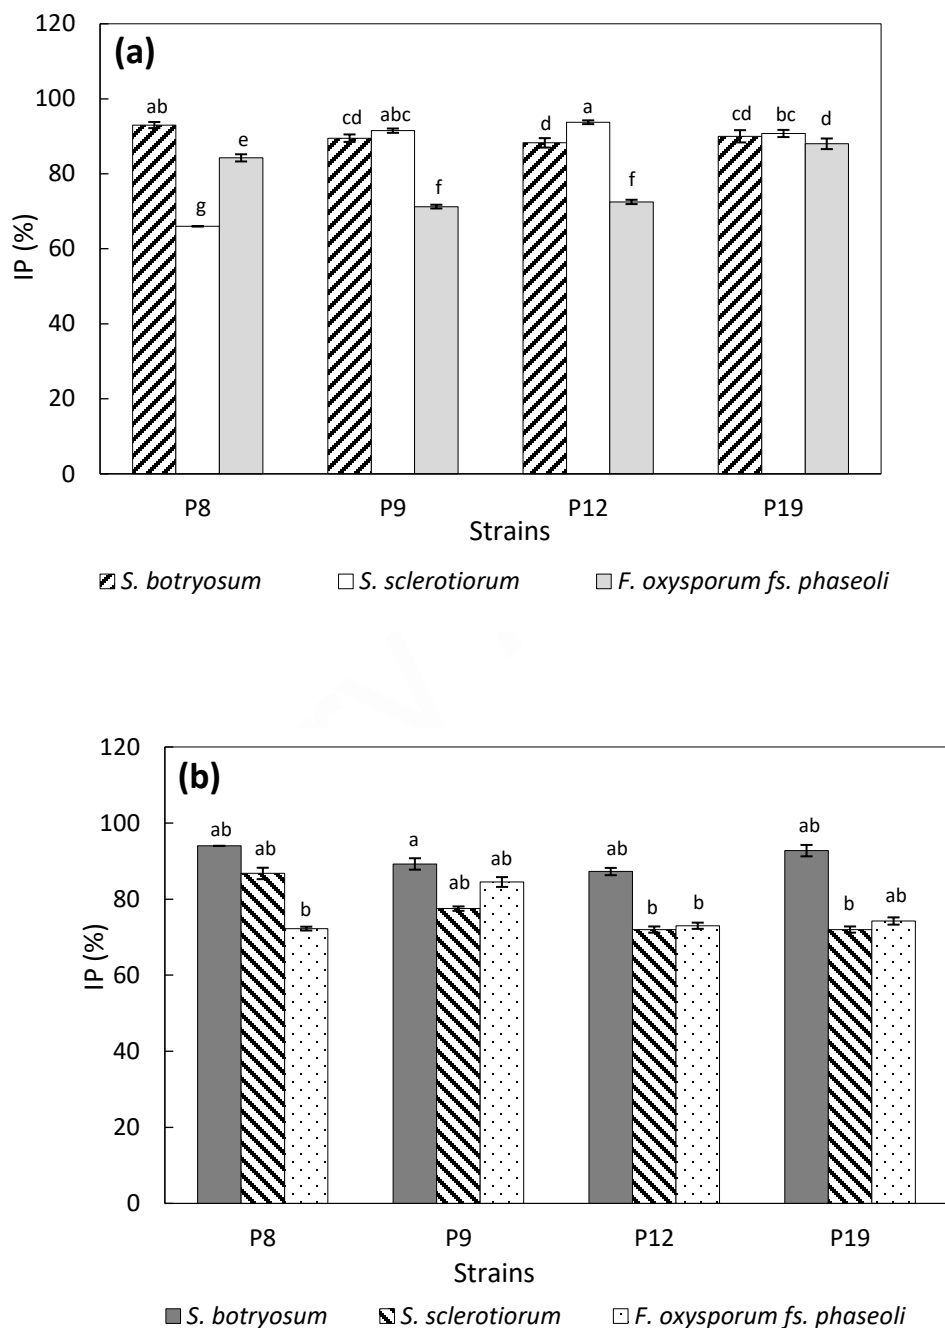 120
(a)
100
80
60
40
20
0
IP (%)
ab
g
e
cd
abc
f
d
a
f
cd
bc
d
P8
P9
P12
P19
Strains
S. botryosum
S. sclerotiorum
F. oxysporum fs. phaseoli
120
(b)
100
80
60
40
20
0
IP (%)
ab
ab
b
a
ab
ab
ab
b
b
ab
b
ab
P8
P9
P12
P19
Strains
S. botryosum
S. sclerotiorum
F. oxysporum fs. phaseoli